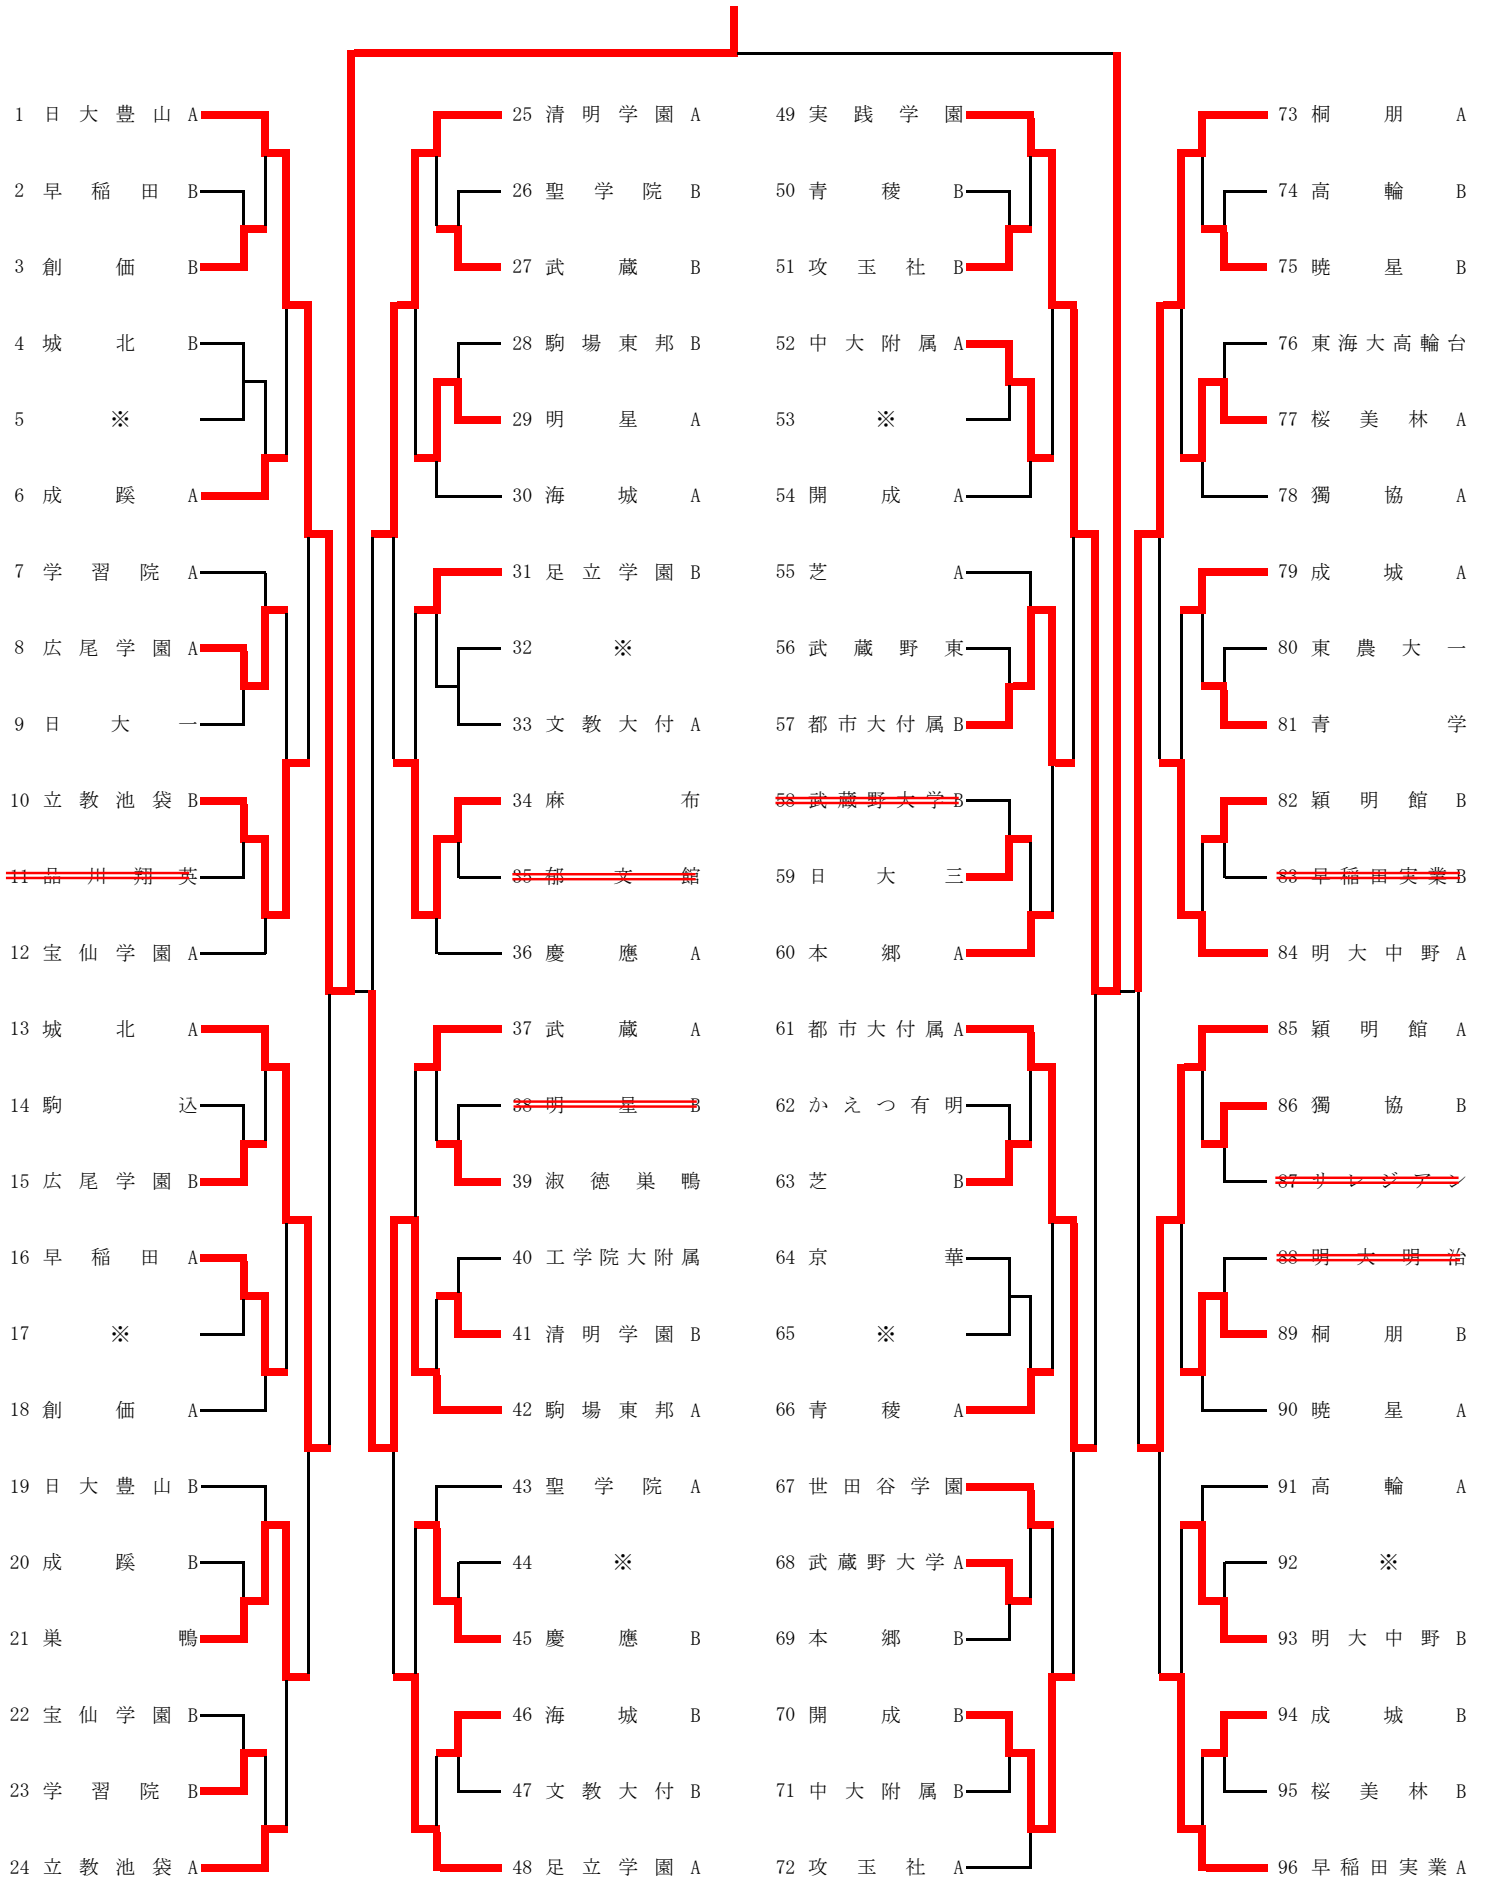 1 日大豊山 A
2 早稲田 B
3 創価 B
4 城北 B
5 ※
6 成蹊 A
7 学習院 A
8 広尾学園 A
9 日大一
10 立教池袋 B
11 品川翔英
12 宝仙学園 A
13 城北 A
14 駒込
15 広尾学園 B
16 早稲田 A
17 ※
18 創価 A
19 日大豊山 B
20 成蹊 B
21 巣鴨
22 宝仙学園 B
23 学習院 B
24 立教池袋 A
25 清明学園 A
26 聖学院 B
27 武蔵 B
28 駒場東邦 B
29 明星 A
30 海城 A
31 足立学園 B
32 ※
33 文教大付 A
34 麻布
35 郁文館
36 慶應 A
37 武蔵 A
38 明星 B
39 淑徳巣鴨
40 工学院大附属
41 清明学園 B
42 駒場東邦 A
43 聖学院 A
44 ※
45 慶應 B
46 海城 B
47 文教大付 B
48 足立学園 A
49 実践学園
50 青稜 B
51 攻玉社 B
52 中大附属 A
53 ※
54 開成 A
55 芝 A
56 武蔵野東
57 都市大付属 B
58 武蔵野大学 B
59 日大三
60 本郷 A
61 都市大付属 A
62 かえつ有明
63 芝 B
64 京華
65 ※
66 青稜 A
67 世田谷学園
68 武蔵野大学 A
69 本郷 B
70 開成 B
71 中大附属 B
72 攻玉社 A
73 桐朋 A
74 高輪 B
75 暁星 B
76 東海大高輪台
77 桜美林 A
78 獨協 A
79 成城 A
80 東農大一
81 青学
82 穎明館 B
83 早稲田実業 B
84 明大中野 A
85 穎明館 A
86 獨協 B
87 サレジアン
88 明大明治
89 桐朋 B
90 暁星 A
91 高輪 A
92 ※
93 明大中野 B
94 成城 B
95 桜美林 B
96 早稲田実業 A